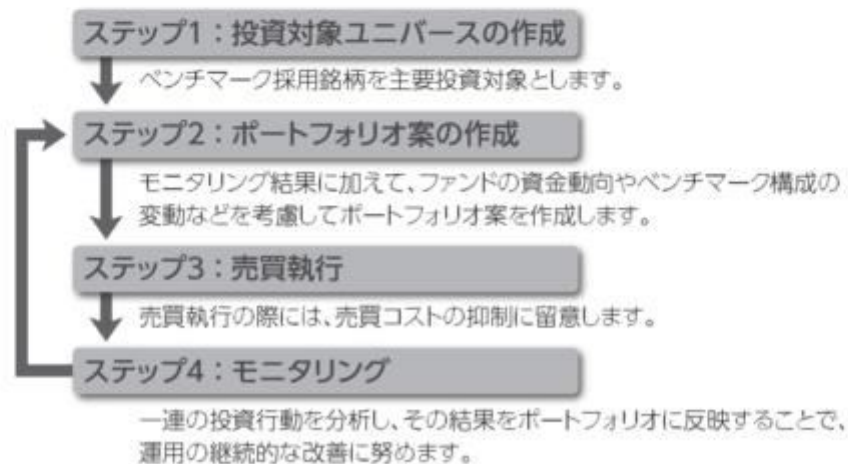 ステップ1：投資対象ユニバースの作成
ベンチマーク採用銘柄を主要投資対象とします。
ステップ2：ポートフォリオ案の作成
モニタリング結果に加えて、ファンドの資金動向やベンチマーク構成の
変動などを考慮してポートフォリオ案を作成します。
ステップ3：売買執行
売買執行の際には、売買コストの抑制に留意します。
ステップ4：モニタリング
一連の投資行動を分析し、その結果をポートフォリオに反映することで、
運用の継続的な改善に努めます。